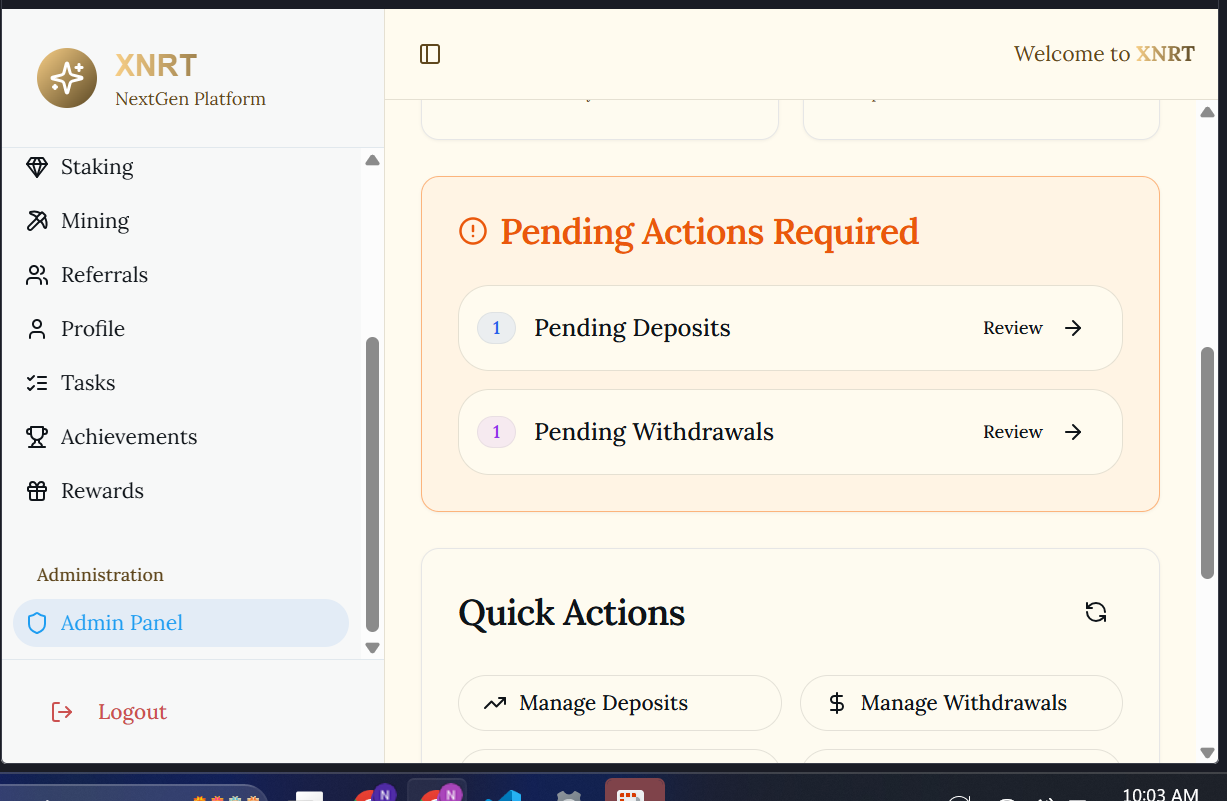 XNRT
NextGen Platform
Welcome to XNRT
Staking
Mining
Referrals
Profile
Tasks
Achievements
Rewards
Administration
Admin Panel
Logout
Pending Actions Required
1 Pending Deposits Review
1 Pending Withdrawals Review
Quick Actions
Manage Deposits
Manage Withdrawals
N
N
10:03 AM